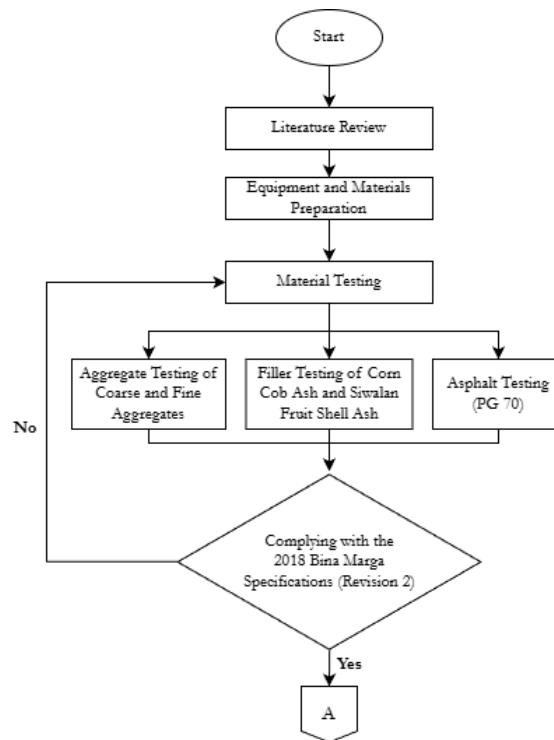 Start
Literature Review
Equipment and Materials
Preparation
Material Testing
Aggregate Testing of
Coarse and Fine
Aggregates
Filler Testing of Corn
Cob Ash and Siwalan
Fruit Shell Ash
Asphalt Testing
(PG 70)
No
Complying with the
2018 Bina Marga
Specifications (Revision 2)
Yes
A